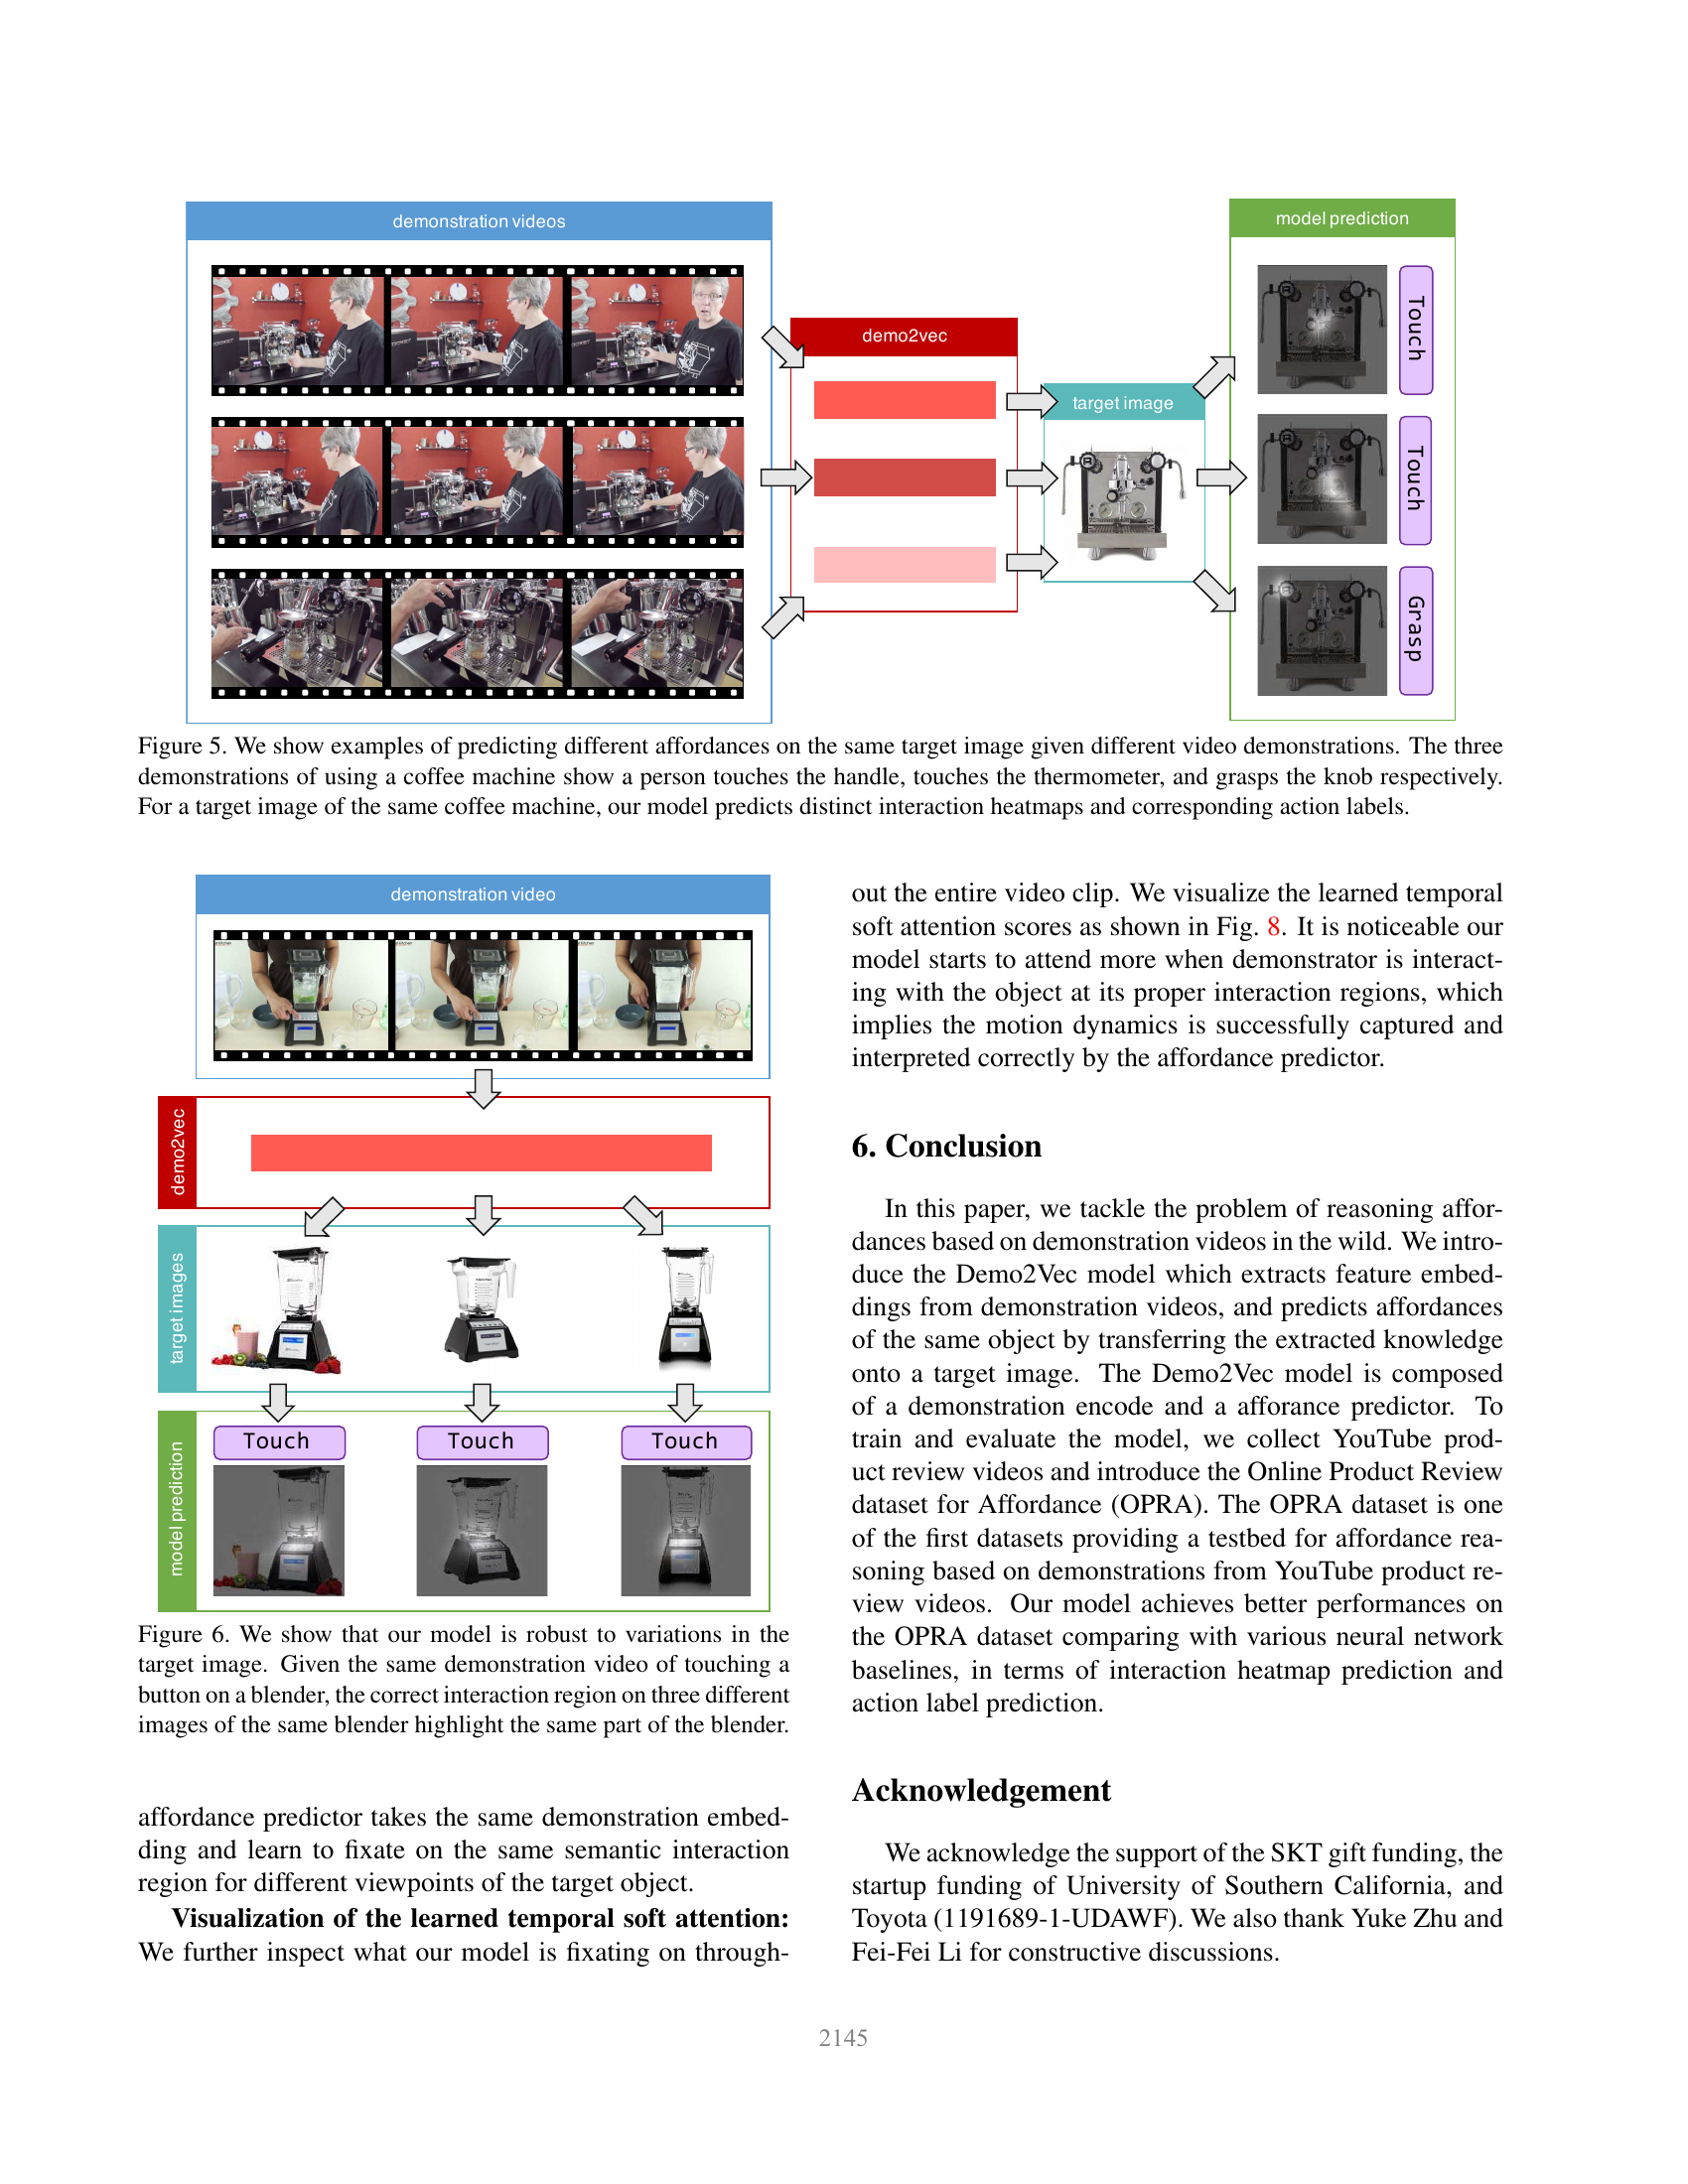 demonstration videos
model prediction
demo2vec
target image
Touch
Touch
Grasp
Figure 5. We show examples of predicting different affordances on the same target image given different video demonstrations. The three
demonstrations of using a coffee machine show a person touches the handle, touches the thermometer, and grasps the knob respectively.
For a target image of the same coffee machine, our model predicts distinct interaction heatmaps and corresponding action labels.
demonstration video
demo2vec
target images
model prediction
Touch
Touch
Touch
Figure 6. We show that our model is robust to variations in the
target image. Given the same demonstration video of touching a
button on a blender, the correct interaction region on three different
images of the same blender highlight the same part of the blender.
affordance predictor takes the same demonstration embed-
ding and learn to fixate on the same semantic interaction
region for different viewpoints of the target object.
Visualization of the learned temporal soft attention:
We further inspect what our model is fixating on through-
out the entire video clip. We visualize the learned temporal
soft attention scores as shown in Fig. 8. It is noticeable our
model starts to attend more when demonstrator is interact-
ing with the object at its proper interaction regions, which
implies the motion dynamics is successfully captured and
interpreted correctly by the affordance predictor.
6. Conclusion
In this paper, we tackle the problem of reasoning affor-
dances based on demonstration videos in the wild. We intro-
duce the Demo2Vec model which extracts feature embed-
dings from demonstration videos, and predicts affordances
of the same object by transferring the extracted knowledge
onto a target image. The Demo2Vec model is composed
of a demonstration encode and a afforance predictor. To
train and evaluate the model, we collect YouTube prod-
uct review videos and introduce the Online Product Review
dataset for Affordance (OPRA). The OPRA dataset is one
of the first datasets providing a testbed for affordance rea-
soning based on demonstrations from YouTube product re-
view videos. Our model achieves better performances on
the OPRA dataset comparing with various neural network
baselines, in terms of interaction heatmap prediction and
action label prediction.
Acknowledgement
We acknowledge the support of the SKT gift funding, the
startup funding of University of Southern California, and
Toyota (1191689-1-UDAWF). We also thank Yuke Zhu and
Fei-Fei Li for constructive discussions.
2145